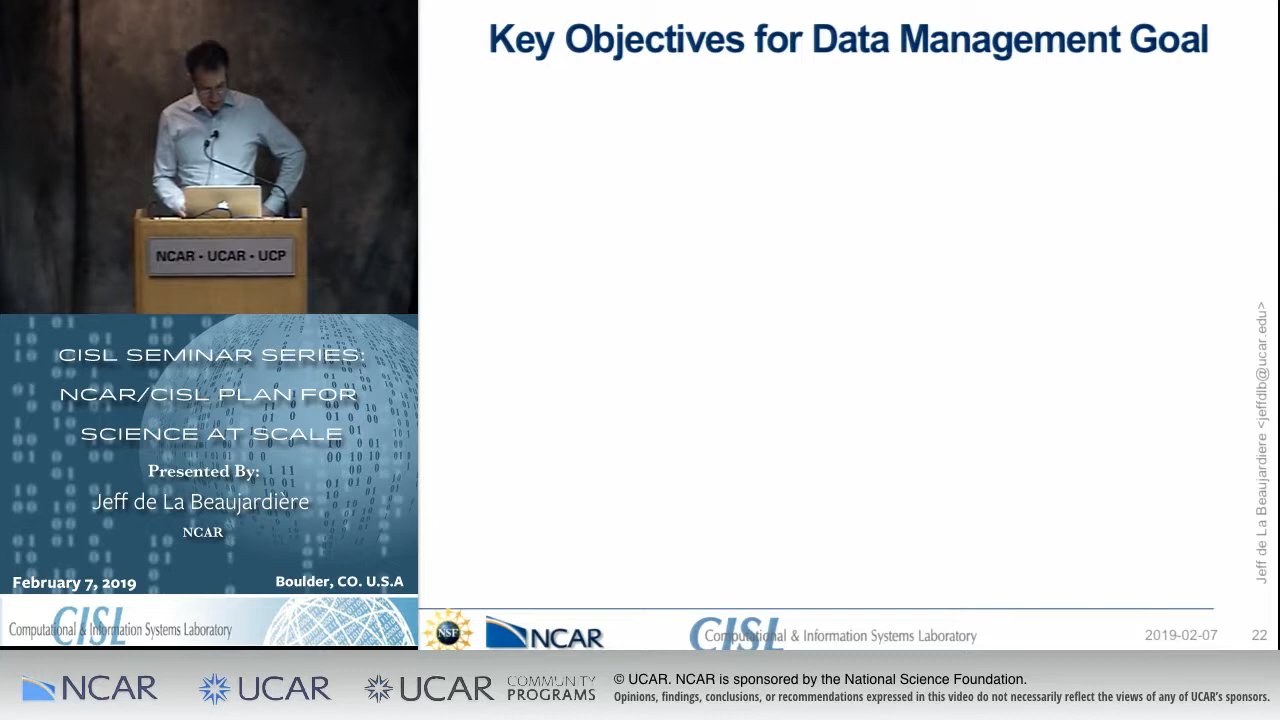 Key Objectives for Data Management Goal
NCAR • UCAR • UCP
CISL SEMINAR SERIES:
NCAR/CISL PLAN FOR
SCIENCE AT SCALE
Presented By:
Jeff de La Beaujardière
NCAR
February 7, 2019
Boulder, CO. U.S.A
CISL
Computational & Information Systems Laboratory
Jeff de La Beaujardiere <jeffdlb@ucar.edu>
NSF
NCAR
CISL
Computational & Information Systems Laboratory
2019-02-07
22
NCAR
UCAR
UCAR
COMMUNITY
PROGRAMS
© UCAR. NCAR is sponsored by the National Science Foundation.
Opinions, findings, conclusions, or recommendations expressed in this video do not necessarily reflect the views of any of UCAR's sponsors.